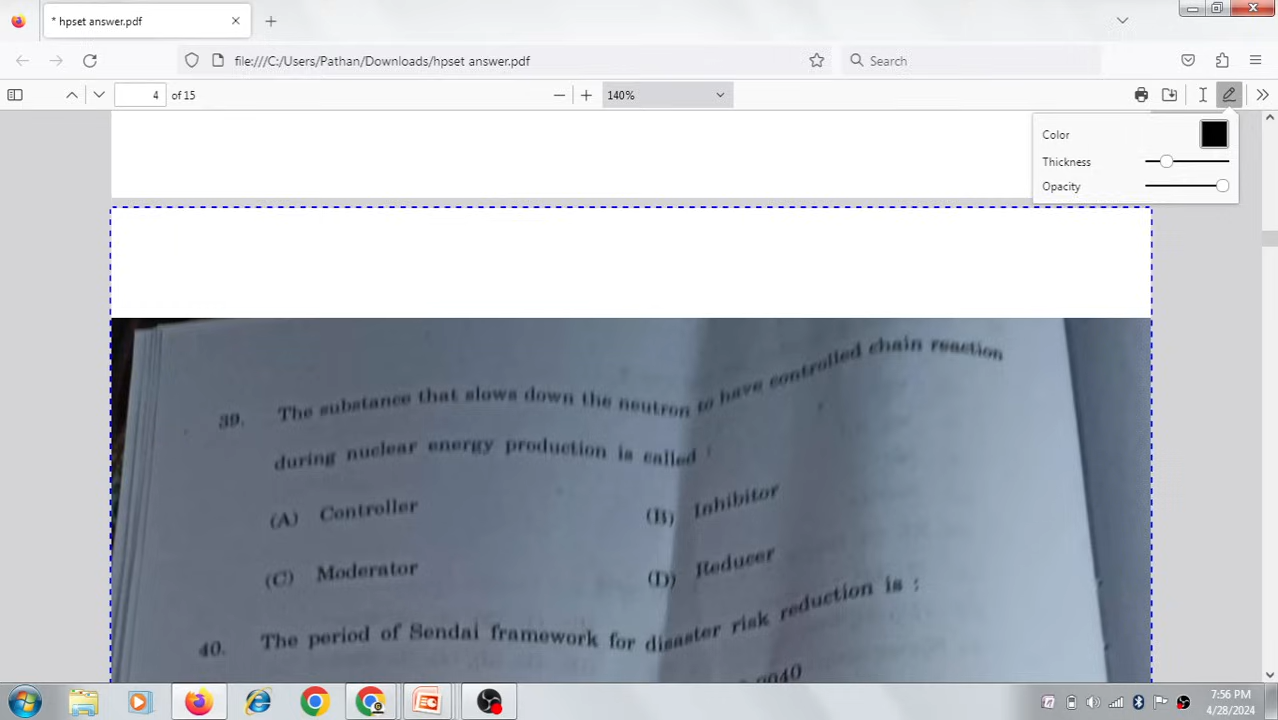 * hpset answer.pdf
file:///C:/Users/Pathan/Downloads/hpset answer.pdf
Search
4 of 15
140%
Color
Thickness
Opacity
39. The substance that slows down the neutron to have controlled chain reaction
during nuclear energy production is called :
(A) Controller (B) Inhibitor
(C) Moderator (D) Reducer
40. The period of Sendai framework for disaster risk reduction is :
7:56 PM
4/28/2024